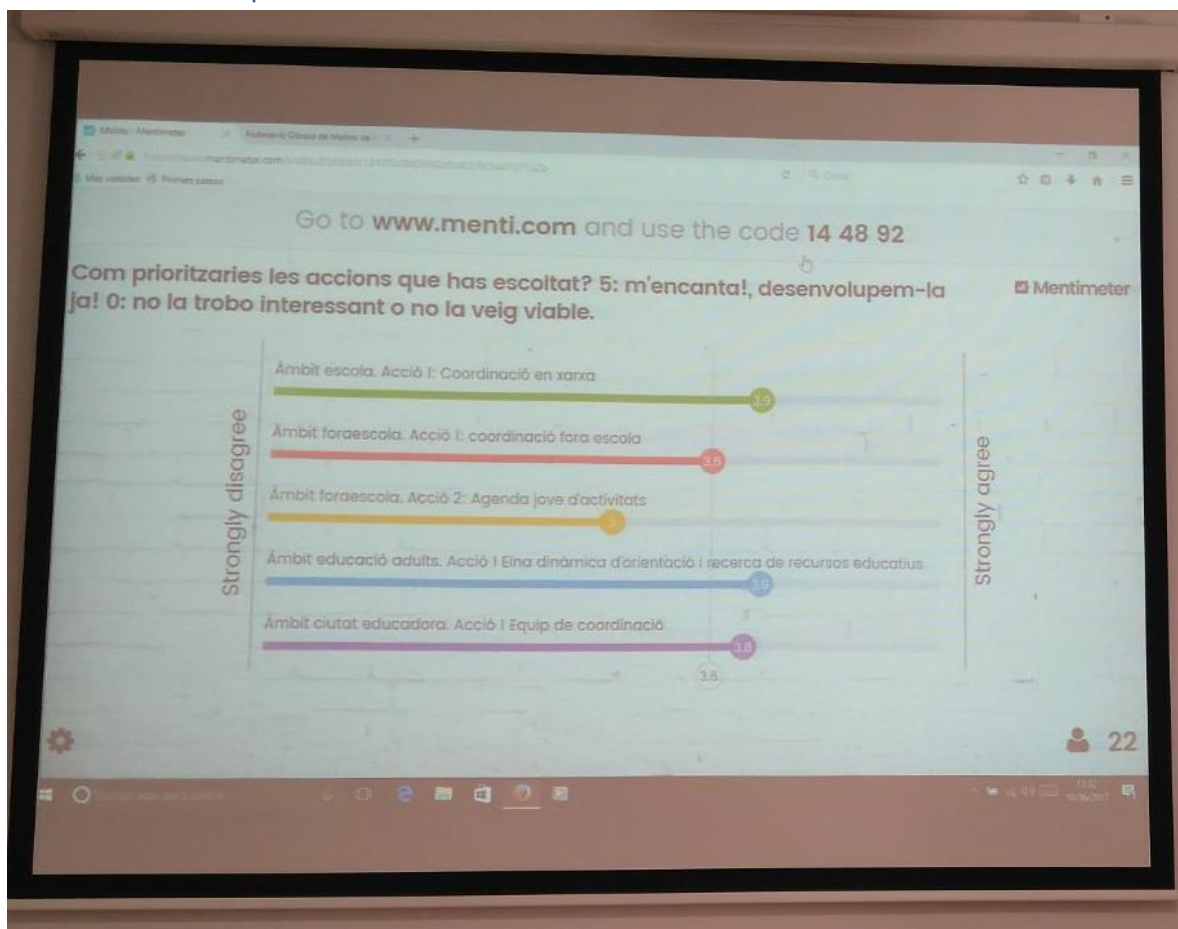 Molins - Mentimeter
mentimeter.com
Go to www.menti.com and use the code 14 48 92
Com prioritzaries les accions que has escoltat? 5: m'encanta!, desenvolupem-la
ja! 0: no la trobo interessant o no la veig viable.
Mentimeter
Strongly disagree
Àmbit escola. Acció 1: Coordinació en xarxa
3.9
Àmbit foraescola. Acció 1: coordinació fora escola
3.6
Àmbit foraescola. Acció 2: Agenda jove d'activitats
3
Àmbit educació adults. Acció 1 Eina dinàmica d'orientació i recerca de recursos educatius
3.9
Àmbit ciutat educadora. Acció 1 Equip de coordinació
3.8
3.6
Strongly agree
22